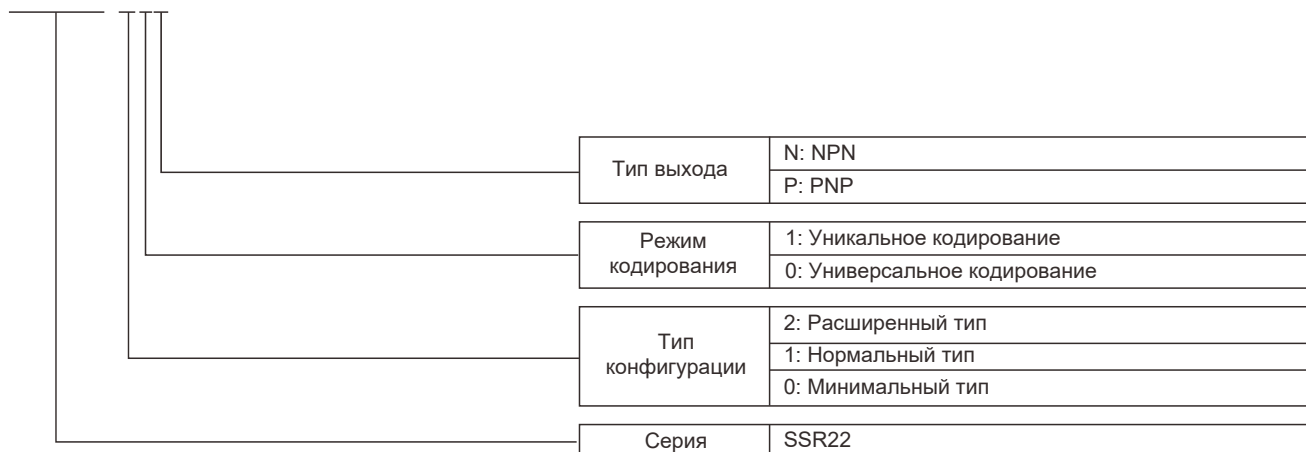 Тип выхода
N: NPN
P: PNP
Режим
кодирования
1: Уникальное кодирование
0: Универсальное кодирование
Тип
конфигурации
2: Расширенный тип
1: Нормальный тип
0: Минимальный тип
Серия
SSR22